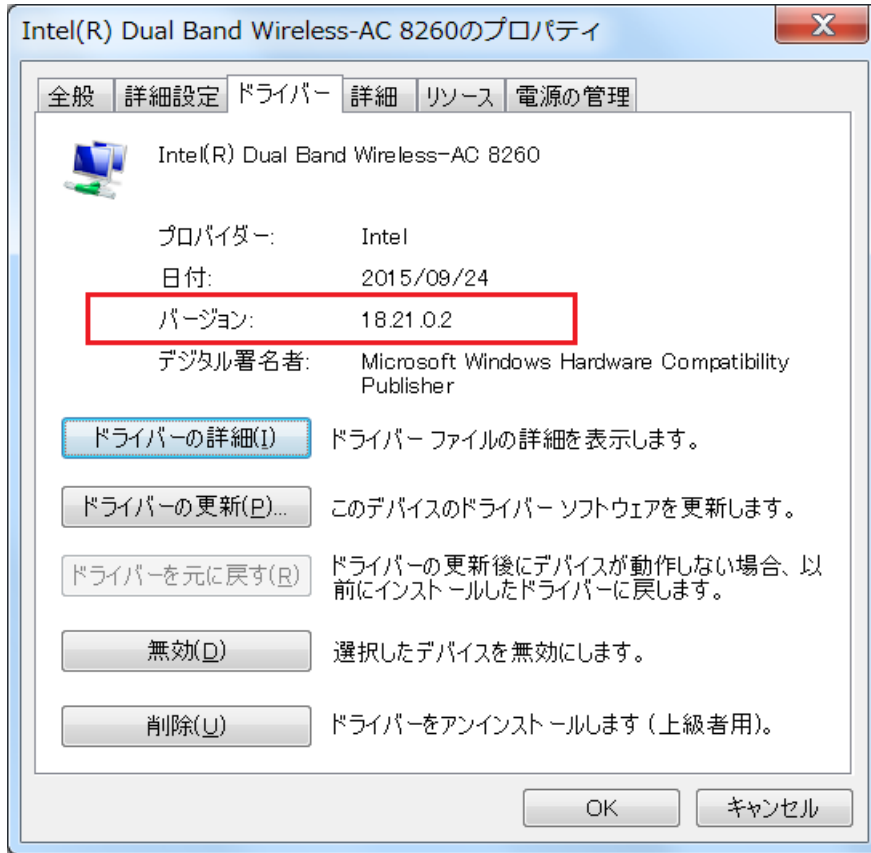 Intel(R) Dual Band Wireless-AC 8260のプロパティ
全般 詳細設定 ドライバー 詳細 リソース 電源の管理
Intel(R) Dual Band Wireless-AC 8260
プロバイダー: Intel
日付: 2015/09/24
バージョン: 18.21.0.2
デジタル署名者: Microsoft Windows Hardware Compatibility
Publisher
ドライバーの詳細(I) ドライバー ファイルの詳細を表示します。
ドライバーの更新(P)... このデバイスのドライバー ソフトウェアを更新します。
ドライバーを元に戻す(R) ドライバーの更新後にデバイスが動作しない場合、以
前にインストールしたドライバーに戻します。
無効(D) 選択したデバイスを無効にします。
削除(U) ドライバーをアンインストールします (上級者用)。
OK キャンセル